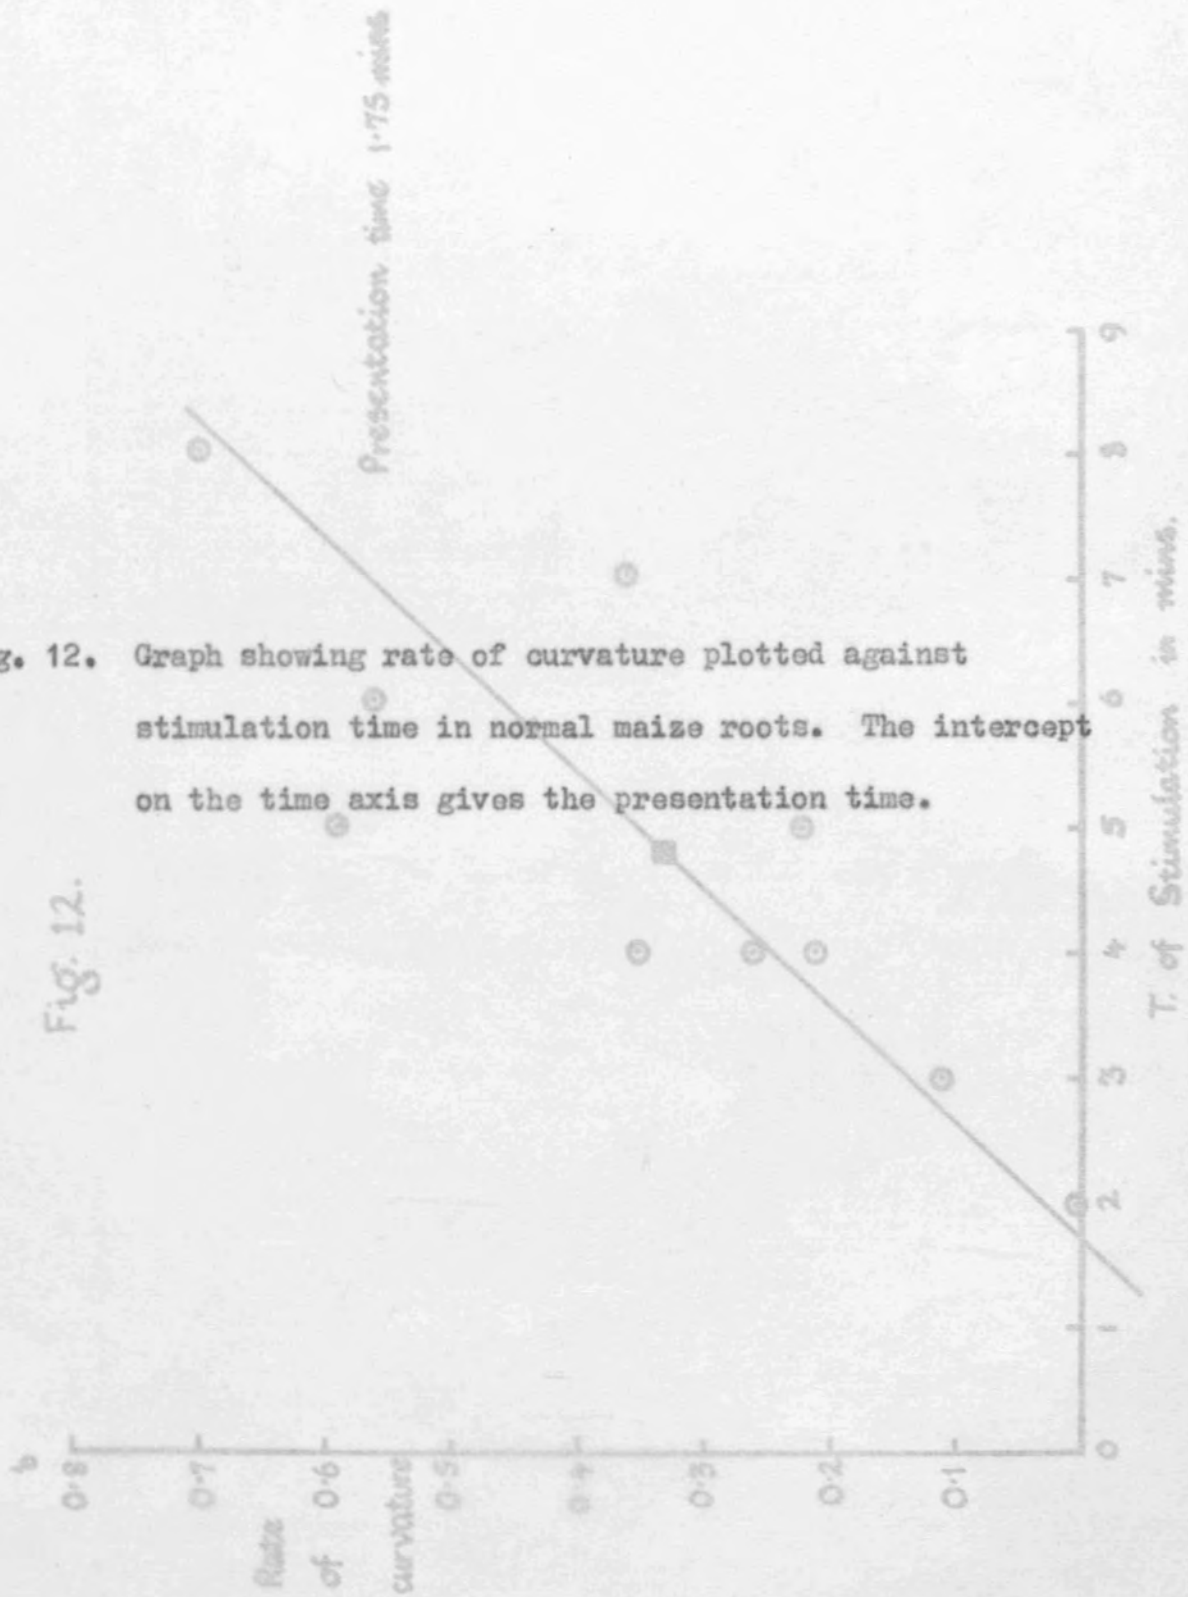 g. 12. Graph showing rate of curvature plotted against
stimulation time in normal maize roots. The intercept
on the time axis gives the presentation time.
Fig. 12.
Presentation time 1·75 mins
b
0·8
0·7
0·6
0·5
0·4
0·3
0·2
0·1
Rate
of
curvature
0 1 2 3 4 5 6 7 8 9
T. of Stimulation in mins.